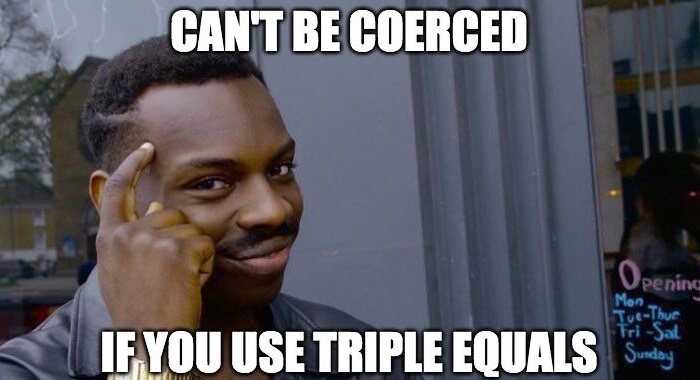 CAN'T BE COERCED
Opening
Mon
Tue-Thur
Fri -Sat
Sunday
IF YOU USE TRIPLE EQUALS